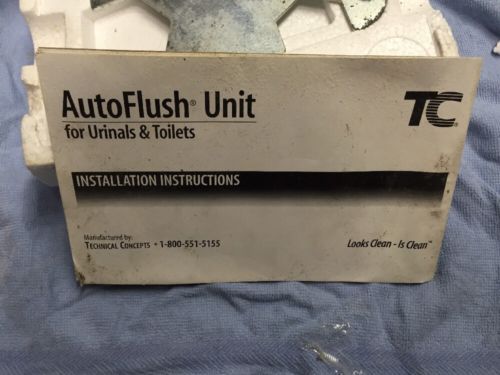 AutoFlush® Unit
for Urinals & Toilets
TC®
INSTALLATION INSTRUCTIONS
Manufactured by:
TECHNICAL CONCEPTS • 1-800-551-5155
Looks Clean - Is Clean™